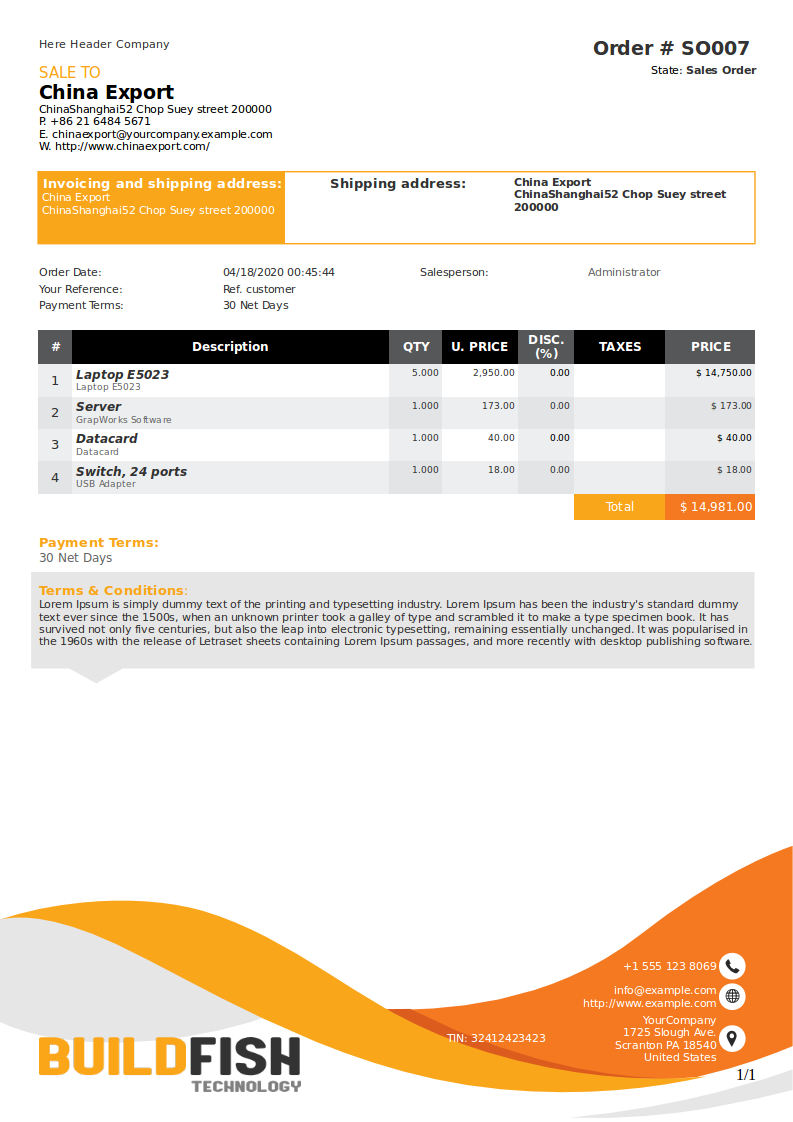 Here Header Company
Order # SO007
State: Sales Order
SALE TO
China Export
ChinaShanghai52 Chop Suey street 200000
P. +86 21 6484 5671
E. chinaexport@yourcompany.example.com
W. http://www.chinaexport.com/
Invoicing and shipping address:
China Export
ChinaShanghai52 Chop Suey street 200000
Shipping address:
China Export
ChinaShanghai52 Chop Suey street
200000
Order Date: 04/18/2020 00:45:44 Salesperson: Administrator
Your Reference: Ref. customer
Payment Terms: 30 Net Days
# Description QTY U. PRICE DISC. (%) TAXES PRICE
1 Laptop E5023 5.000 2,950.00 0.00 $ 14,750.00
Laptop E5023
2 Server 1.000 173.00 0.00 $ 173.00
GrapWorks Software
3 Datacard 1.000 40.00 0.00 $ 40.00
Datacard
4 Switch, 24 ports 1.000 18.00 0.00 $ 18.00
USB Adapter
Total $ 14,981.00
Payment Terms:
30 Net Days
Terms & Conditions:
Lorem Ipsum is simply dummy text of the printing and typesetting industry. Lorem Ipsum has been the industry's standard dummy
text ever since the 1500s, when an unknown printer took a galley of type and scrambled it to make a type specimen book. It has
survived not only five centuries, but also the leap into electronic typesetting, remaining essentially unchanged. It was popularised in
the 1960s with the release of Letraset sheets containing Lorem Ipsum passages, and more recently with desktop publishing software.
+1 555 123 8069
info@example.com
http://www.example.com
YourCompany
1725 Slough Ave.
Scranton PA 18540
United States
TIN: 32412423423
BUILDFISH
TECHNOLOGY
1/1